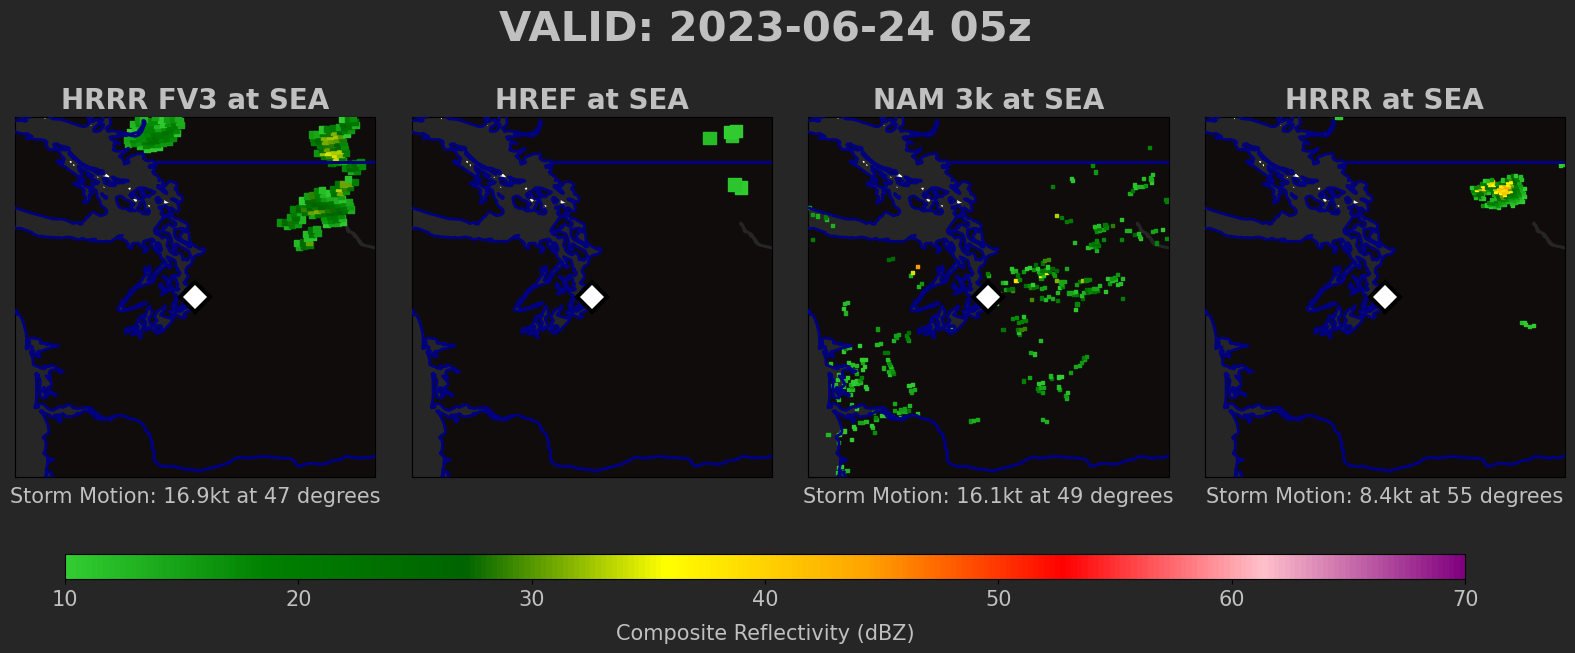 VALID: 2023-06-24 05z
HRRR FV3 at SEA
HREF at SEA
NAM 3k at SEA
HRRR at SEA
Storm Motion: 16.9kt at 47 degrees
Storm Motion: 16.1kt at 49 degrees
Storm Motion: 8.4kt at 55 degrees
10 20 30 40 50 60 70
Composite Reflectivity (dBZ)